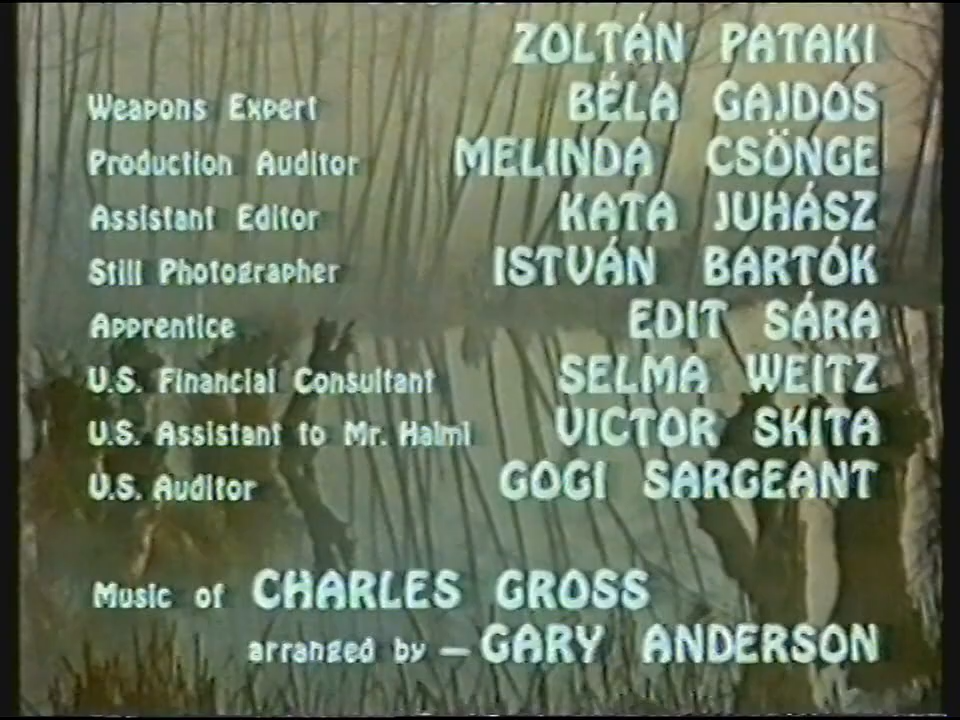 ZOLTÁN PATAKI
Weapons Expert BÉLA GAJDOS
Production Auditor MELINDA CSÖNGE
Assistant Editor KATA JUHÁSZ
Still Photographer ISTVÁN BARTÓK
Apprentice EDIT SÁRA
U.S. Financial Consultant SELMA WEITZ
U.S. Assistant to Mr. Halmi VICTOR SKITA
U.S. Auditor GOGI SARGEANT
Music of CHARLES GROSS
arranged by – GARY ANDERSON